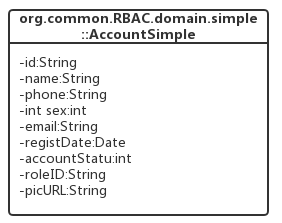 org.common.RBAC.domain.simple
::AccountSimple
-id:String
-name:String
-phone:String
-int sex:int
-email:String
-registDate:Date
-accountStatu:int
-roleID:String
-picURL:String